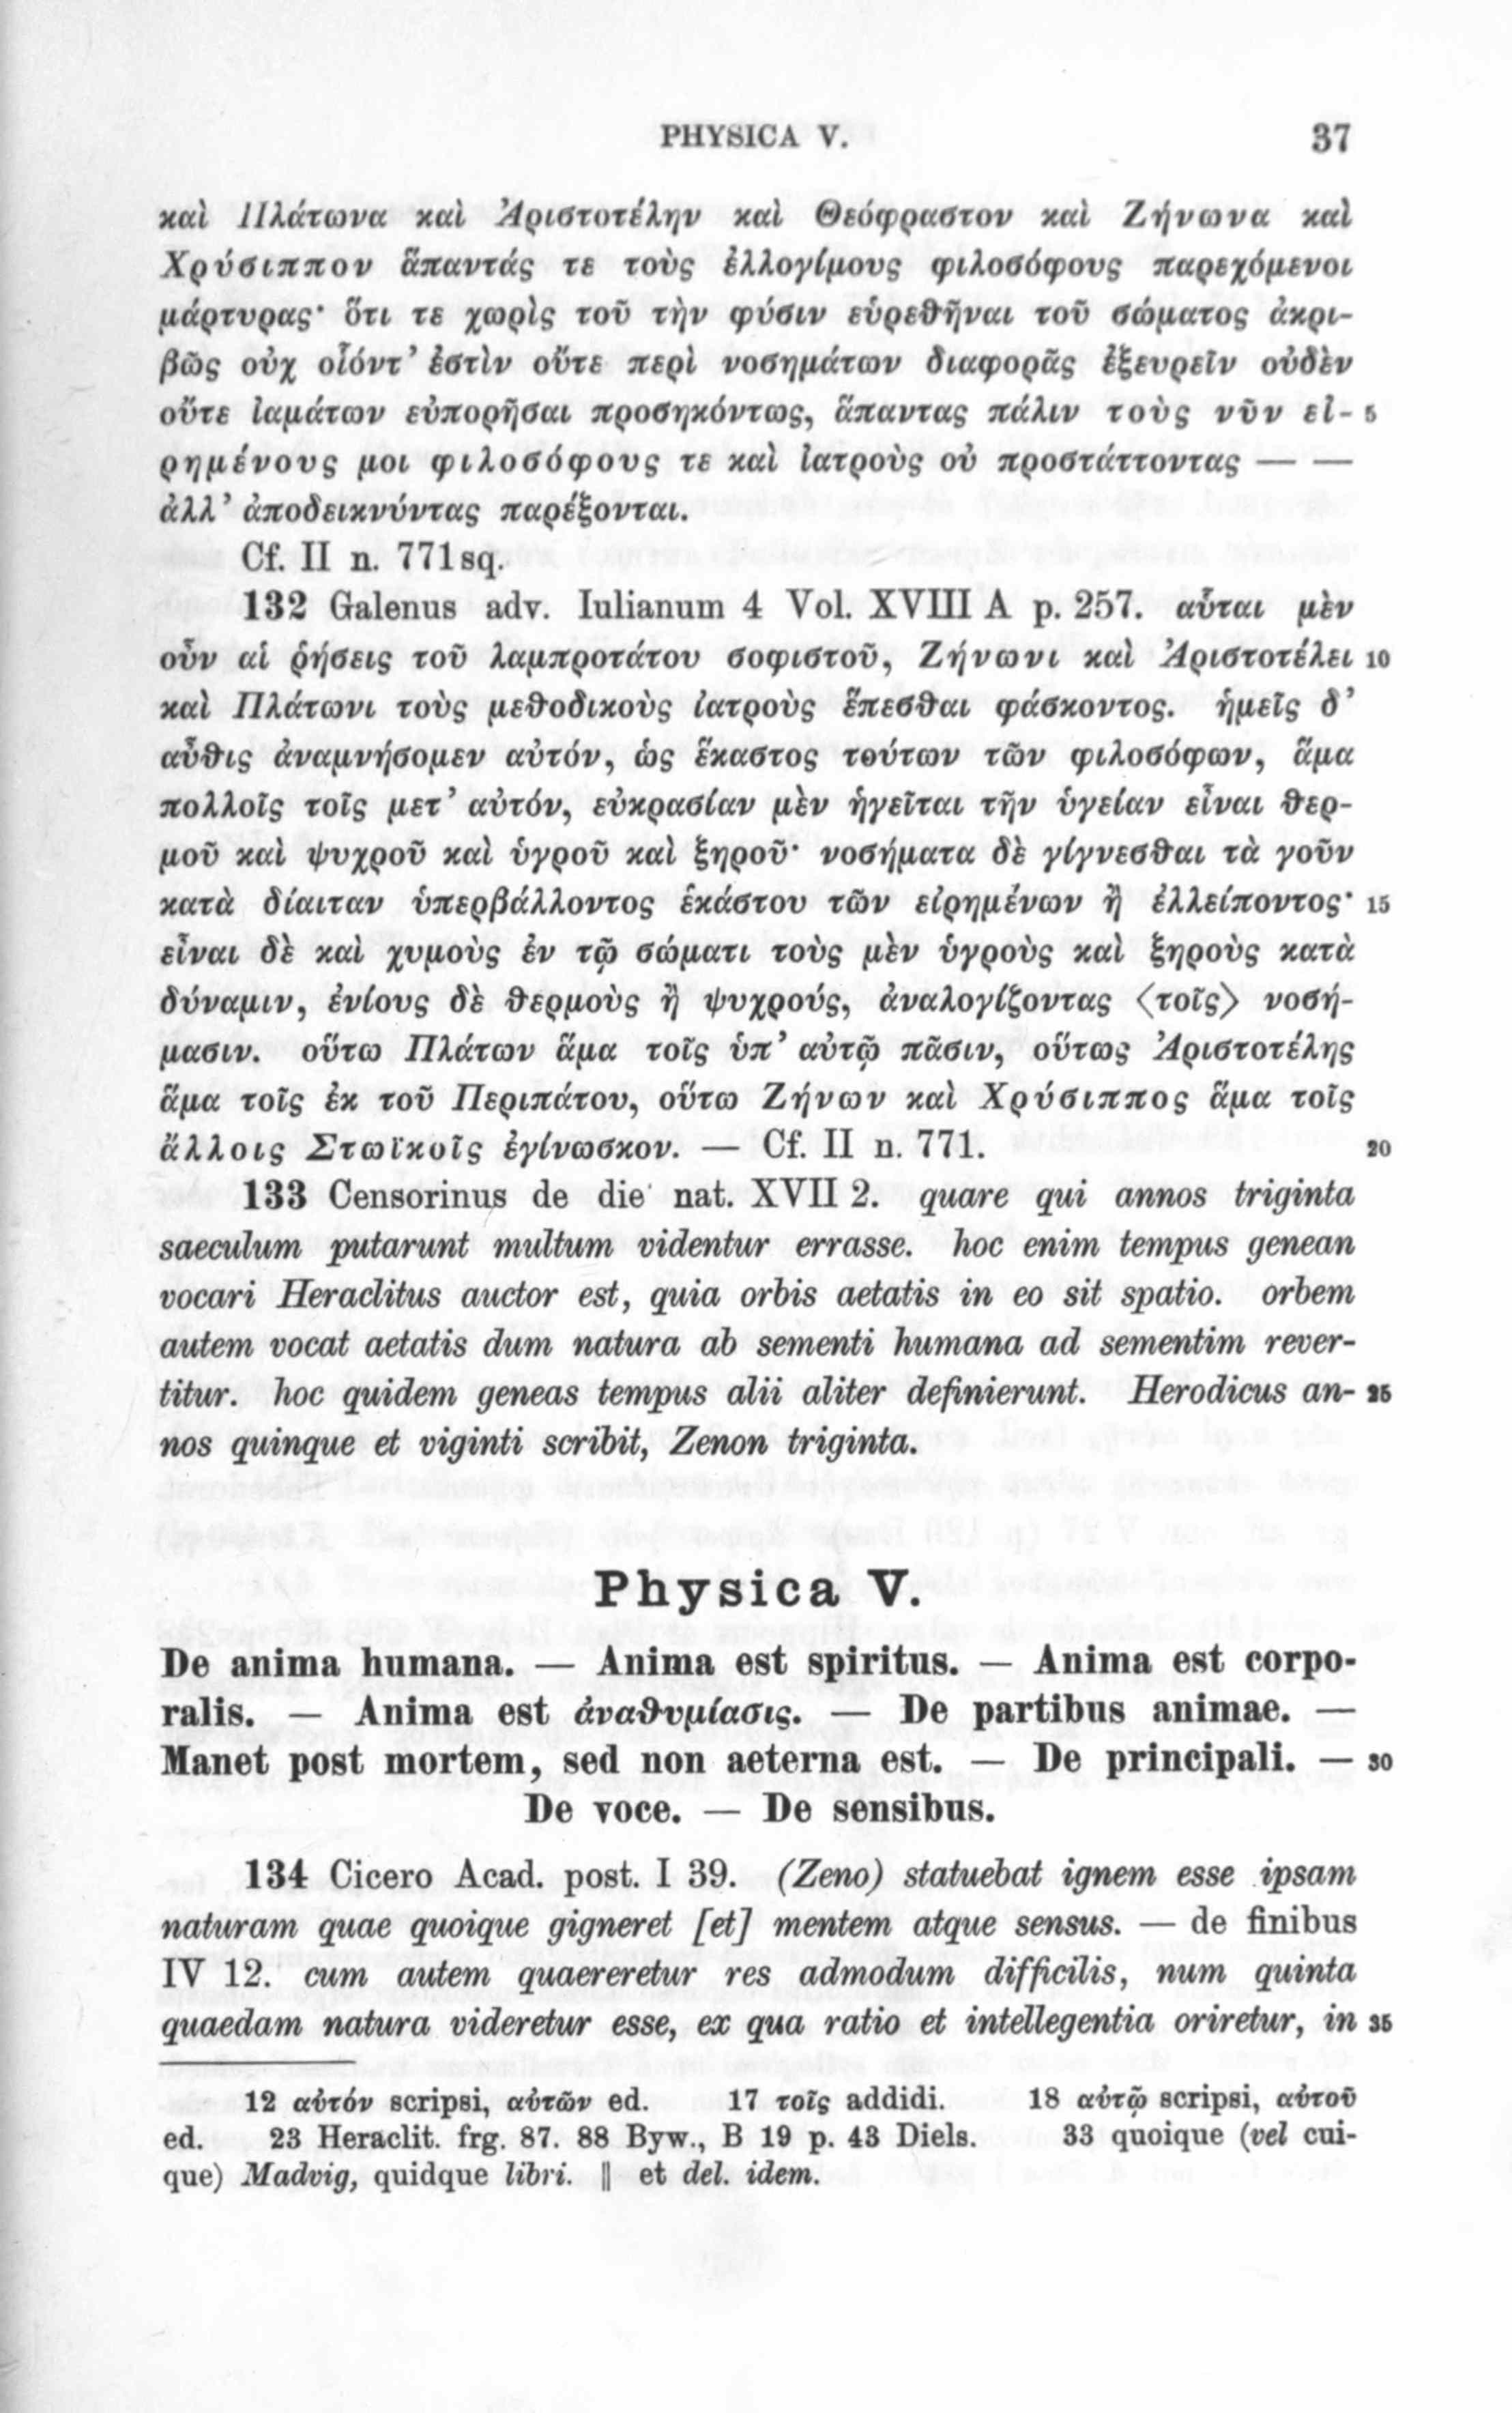 PHYSICA V. 37
καὶ Πλάτωνα καὶ Ἀριστοτέλην καὶ Θεόφραστον καὶ Ζήνωνα καὶ
Χρύσιππον ἅπαντάς τε τοὺς ἐλλογίμους φιλοσόφους παρεχόμενοι
μάρτυρας· ὅτι τε χωρὶς τοῦ τὴν φύσιν εὑρεθῆναι τοῦ σώματος ἀκρι-
βῶς οὐχ οἷόντ’ ἐστὶν οὔτε περὶ νοσημάτων διαφορᾶς ἐξευρεῖν οὐδὲν
οὔτε ἰαμάτων εὐπορῆσαι προσηκόντως, ἅπαντας πάλιν τοὺς νῦν εἰ- 5
ρημένους μοι φιλοσόφους τε καὶ ἰατροὺς οὐ προστάττοντας — —
ἀλλ’ ἀποδεικνύντας παρέξονται.
Cf. II n. 771 sq.
132 Galenus adv. Iulianum 4 Vol. XVIII A p. 257. αὗται μὲν
οὖν αἱ ῥήσεις τοῦ λαμπροτάτου σοφιστοῦ, Ζήνωνι καὶ Ἀριστοτέλει 10
καὶ Πλάτωνι τοὺς μεθοδικοὺς ἰατροὺς ἕπεσθαι φάσκοντος. ἡμεῖς δ’
αὖθις ἀναμνήσομεν αὐτόν, ὡς ἕκαστος τούτων τῶν φιλοσόφων, ἅμα
πολλοῖς τοῖς μετ’ αὐτόν, εὐκρασίαν μὲν ἡγεῖται τῆν ὑγείαν εἶναι θερ-
μοῦ καὶ ψυχροῦ καὶ ὑγροῦ καὶ ξηροῦ· νοσήματα δὲ γίγνεσθαι τὰ γοῦν
κατὰ δίαιταν ὑπερβάλλοντος ἑκάστου τῶν εἰρημένων ἢ ἐλλείποντος· 15
εἶναι δὲ καὶ χυμοὺς ἐν τῷ σώματι τοὺς μὲν ὑγροὺς καὶ ξηροὺς κατὰ
δύναμιν, ἐνίους δὲ θερμοὺς ἢ ψυχρούς, ἀναλογίζοντας ⟨τοῖς⟩ νοσή-
μασιν. οὕτω Πλάτων ἅμα τοῖς ὑπ’ αὐτῷ πᾶσιν, οὕτως Ἀριστοτέλης
ἅμα τοῖς ἐκ τοῦ Περιπάτου, οὕτω Ζήνων καὶ Χρύσιππος ἅμα τοῖς
ἄλλοις Στωϊκοῖς ἐγίνωσκον. — Cf. II n. 771. 20
133 Censorinus de die nat. XVII 2. quare qui annos triginta
saeculum putarunt multum videntur errasse. hoc enim tempus genean
vocari Heraclitus auctor est, quia orbis aetatis in eo sit spatio. orbem
autem vocat aetatis dum natura ab sementi humana ad sementim rever-
titur. hoc quidem geneas tempus alii aliter definierunt. Herodicus an- 25
nos quinque et viginti scribit, Zenon triginta.
Physica V.
De anima humana. — Anima est spiritus. — Anima est corpo-
ralis. — Anima est ἀναθυμίασις. — De partibus animae. —
Manet post mortem, sed non aeterna est. — De principali. — 30
De voce. — De sensibus.
134 Cicero Acad. post. I 39. (Zeno) statuebat ignem esse ipsam
naturam quae quoique gigneret [et] mentem atque sensus. — de finibus
IV 12. cum autem quaereretur res admodum difficilis, num quinta
quaedam natura videretur esse, ex qua ratio et intellegentia oriretur, in 35
12 αὐτόν scripsi, αὐτῶν ed. 17 τοῖς addidi. 18 αὐτῷ scripsi, αὐτοῦ
ed. 23 Heraclit. frg. 87. 88 Byw., B 19 p. 43 Diels. 33 quoique (vel cui-
que) Madvig, quidque libri. || et del. idem.